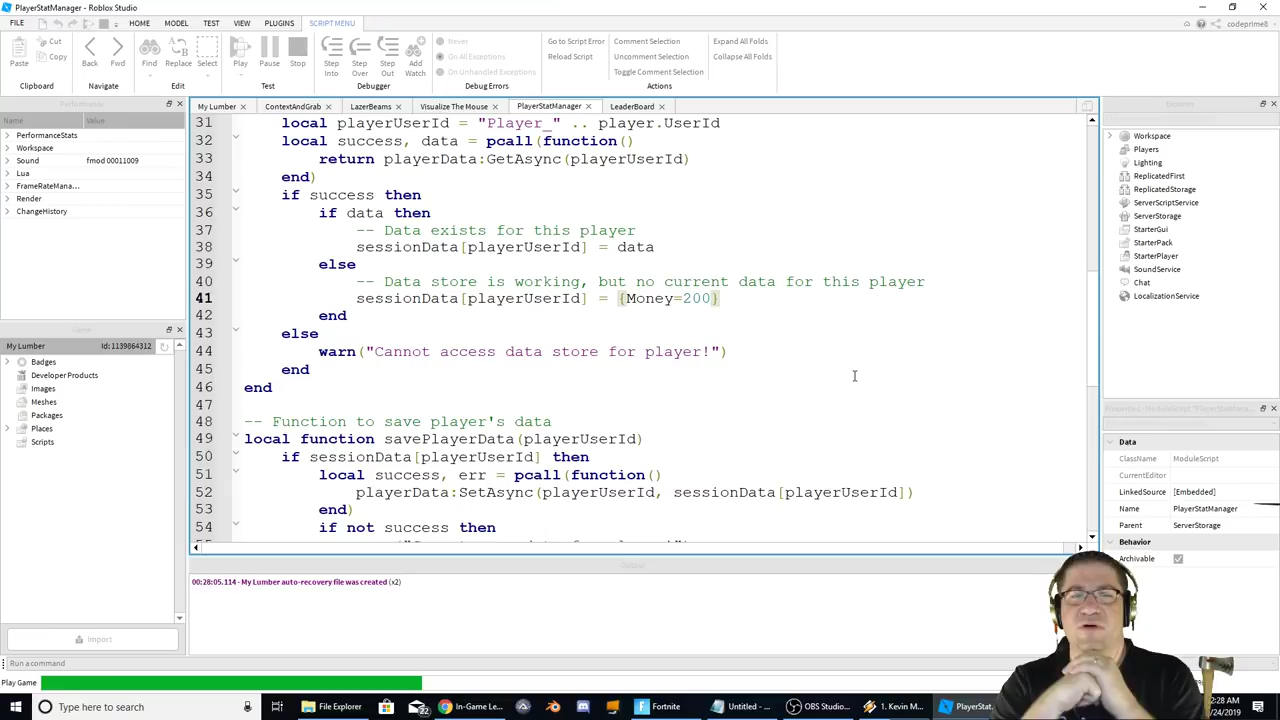 PlayerStatManager - Roblox Studio
FILE HOME MODEL TEST VIEW PLUGINS SCRIPT MENU codeprime8
Paste Cut Copy Back Fwd Find Replace Select Play Pause Stop Step Into Step Over Step Out Add Watch
Never
On All Exceptions
On Unhandled Exceptions
Go to Script Error
Reload Script
Comment Selection
Uncomment Selection
Toggle Comment Selection
Expand All Folds
Collapse All Folds
Clipboard Navigate Edit Test Debugger Debug Errors Actions
Performance
Name Value
PerformanceStats
Workspace
Sound fmod 00011009
Lua
FrameRateMana...
Render
ChangeHistory
Game
My Lumber Id: 1139864312
Badges
Developer Products
Images
Meshes
Packages
Places
Scripts
Import
My Lumber ContextAndGrab LazerBeams Visualize The Mouse PlayerStatManager LeaderBoard
31 local playerUserId = "Player_" .. player.UserId
32 local success, data = pcall(function()
33 return playerData:GetAsync(playerUserId)
34 end)
35 if success then
36 if data then
37 -- Data exists for this player
38 sessionData[playerUserId] = data
39 else
40 -- Data store is working, but no current data for this player
41 sessionData[playerUserId] = {Money=200}
42 end
43 else
44 warn("Cannot access data store for player!")
45 end
46 end
47
48 -- Function to save player's data
49 local function savePlayerData(playerUserId)
50 if sessionData[playerUserId] then
51 local success, err = pcall(function()
52 playerData:SetAsync(playerUserId, sessionData[playerUserId])
53 end)
54 if not success then
Output
00:28:05.114 - My Lumber auto-recovery file was created (x2)
Explorer
Workspace
Players
Lighting
ReplicatedFirst
ReplicatedStorage
ServerScriptService
ServerStorage
StarterGui
StarterPack
StarterPlayer
SoundService
Chat
LocalizationService
Data
ClassName ModuleScript
CurrentEditor
LinkedSource [Embedded]
Name PlayerStatManager
Parent ServerStorage
Behavior
Archivable
Run a command
Play Game
Type here to search
File Explorer
22
In-Game Le...
Fortnite
Untitled - ...
OBS Studio
1. Kevin M...
PlayerStat...